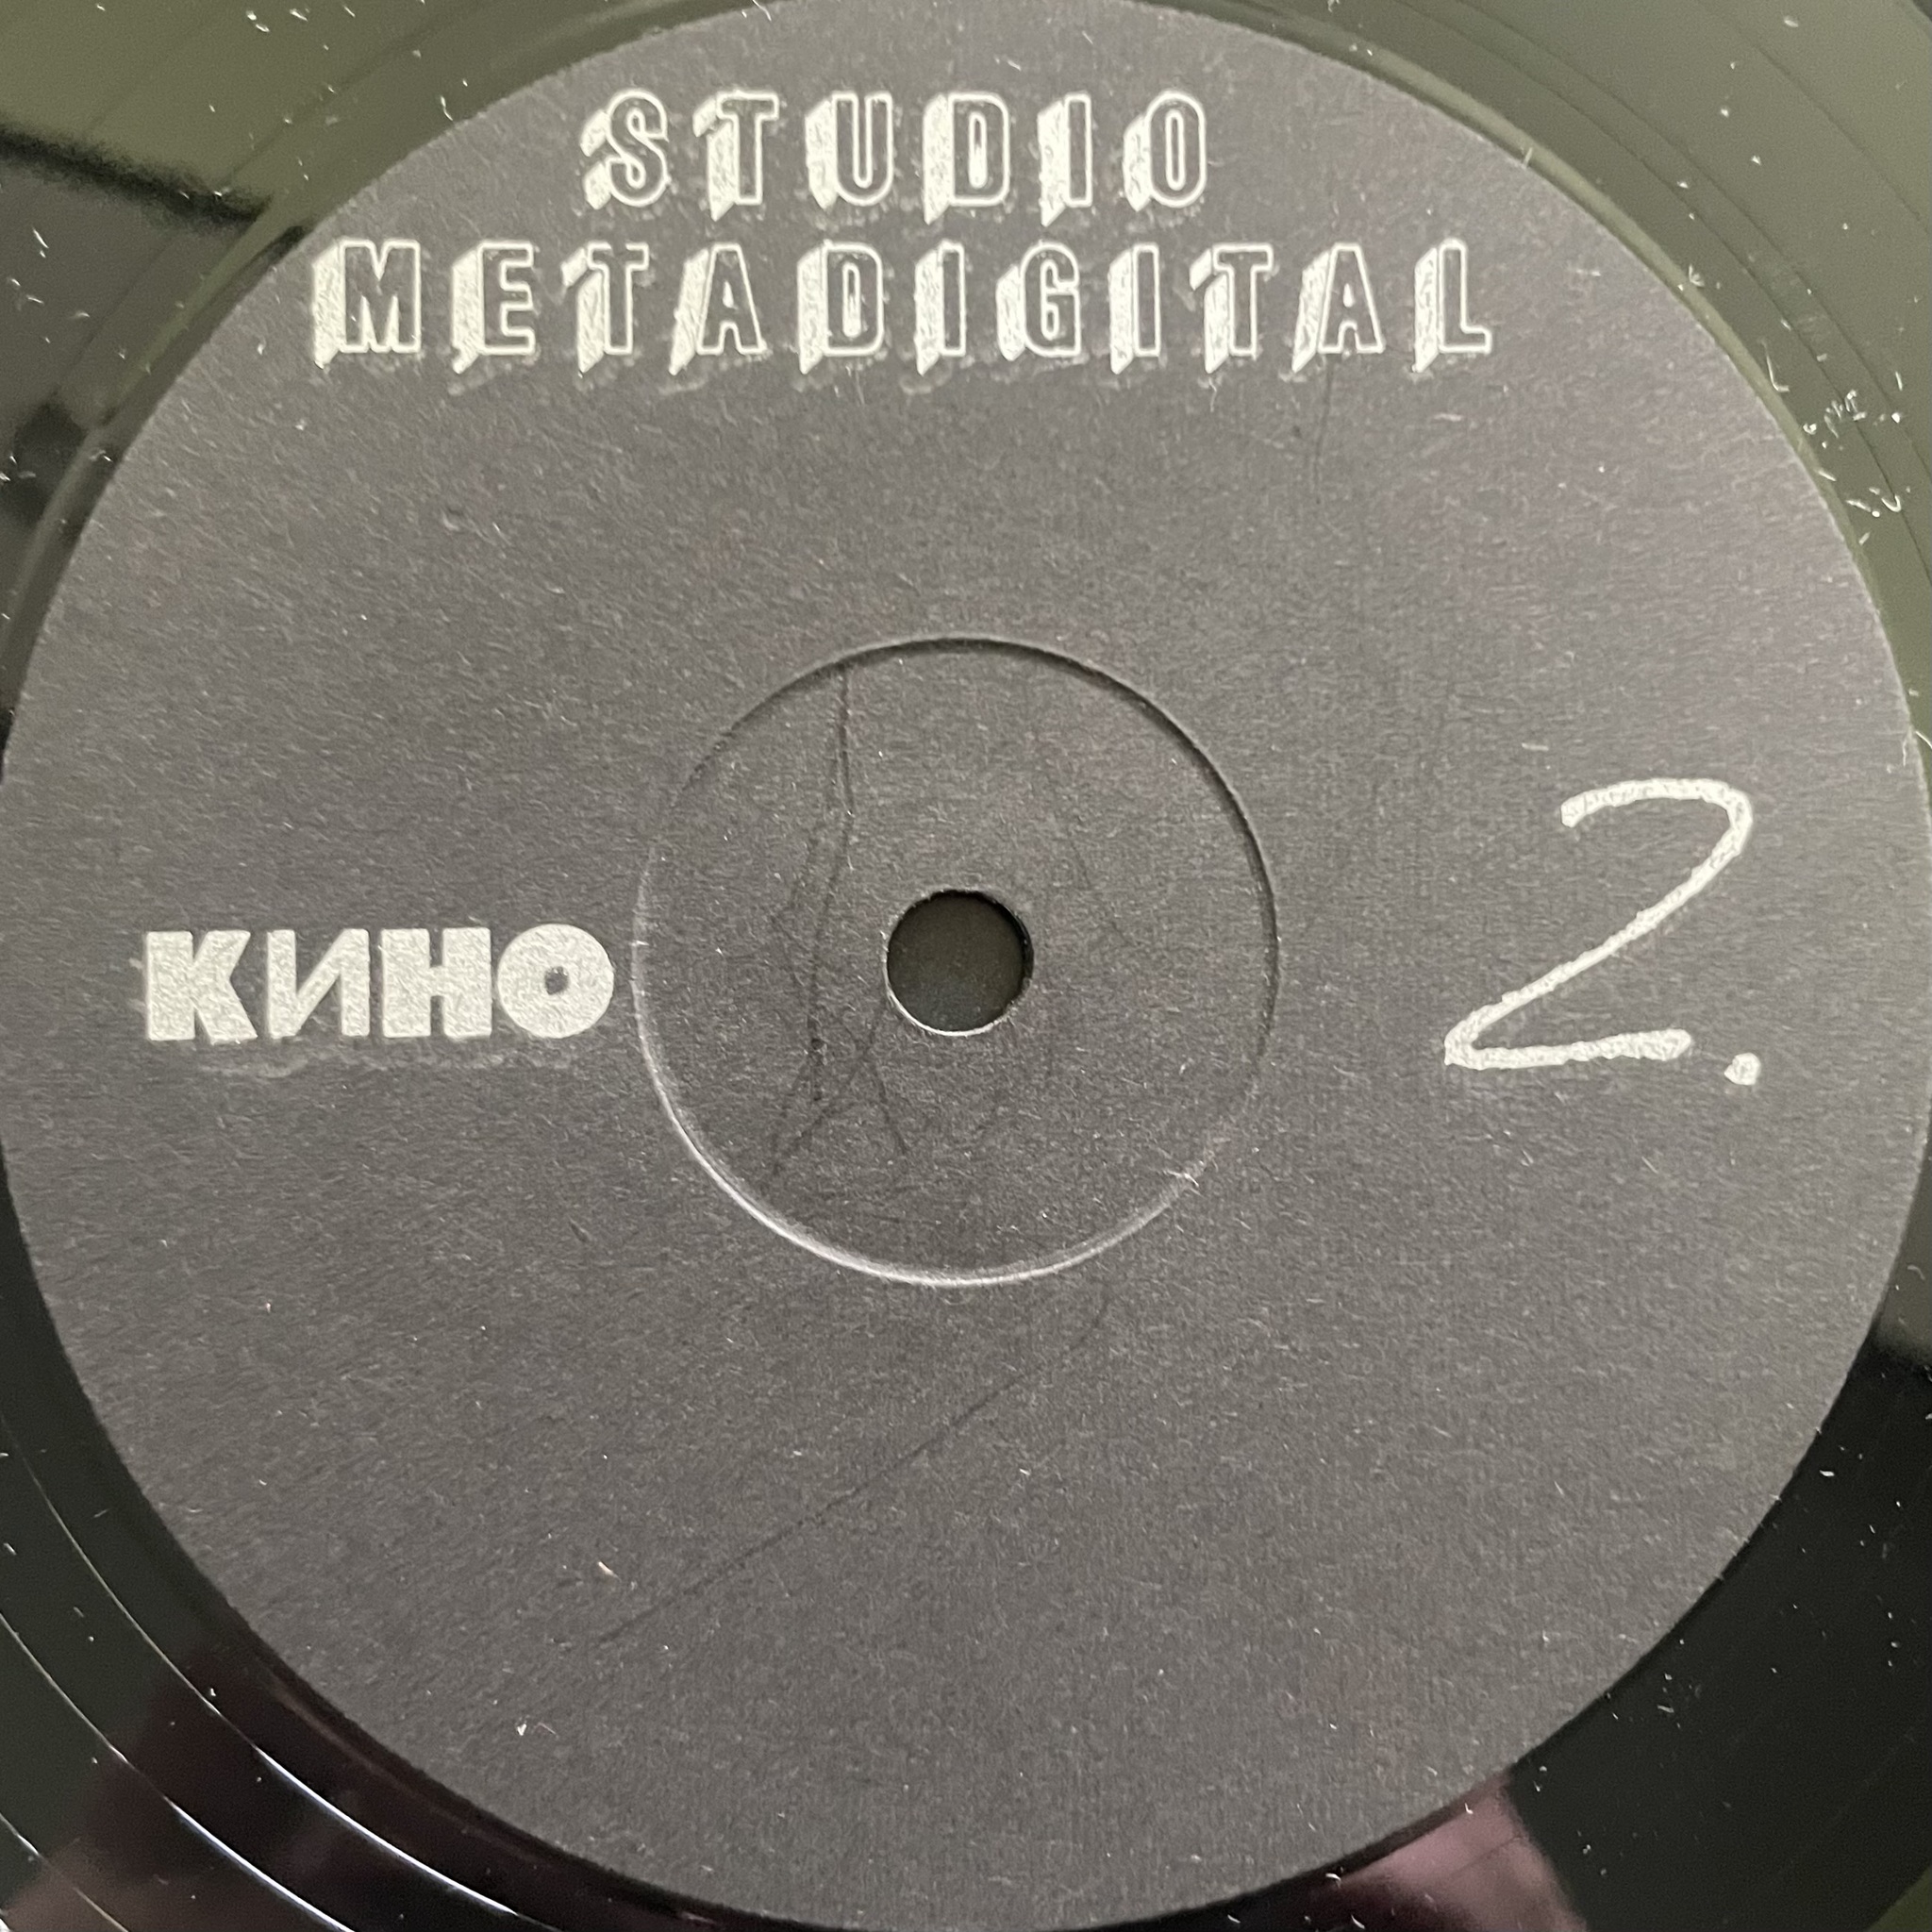 STUDIO
METADIGITAL
КИНО
2.